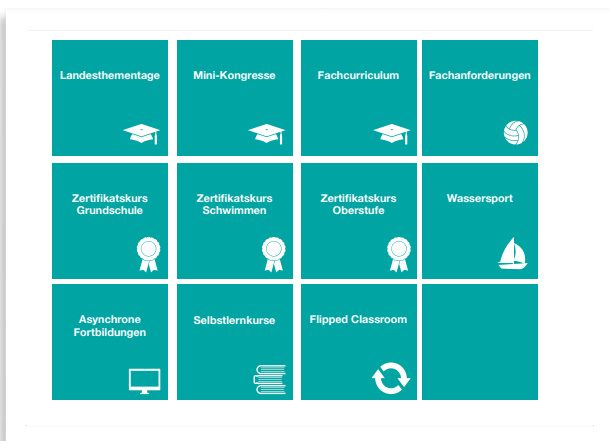 Landesthementage
Mini-Kongresse
Fachcurriculum
Fachanforderungen
Zertifikatskurs
Grundschule
Zertifikatskurs
Schwimmen
Zertifikatskurs
Oberstufe
Wassersport
Asynchrone
Fortbildungen
Selbstlernkurse
Flipped Classroom